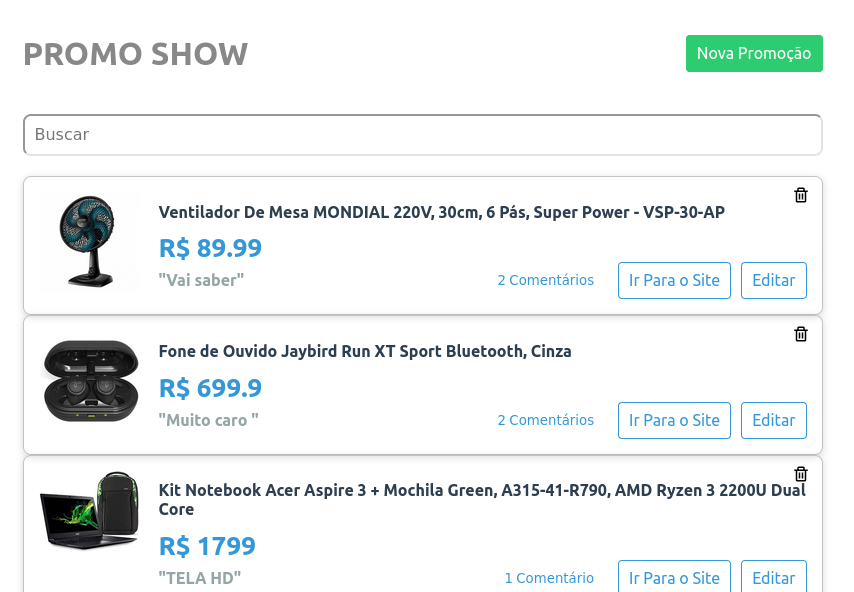 PROMO SHOW
Nova Promoção
Buscar
Ventilador De Mesa MONDIAL 220V, 30cm, 6 Pás, Super Power - VSP-30-AP
R$ 89.99
"Vai saber"
2 Comentários
Ir Para o Site
Editar
Fone de Ouvido Jaybird Run XT Sport Bluetooth, Cinza
R$ 699.9
"Muito caro "
2 Comentários
Ir Para o Site
Editar
Kit Notebook Acer Aspire 3 + Mochila Green, A315-41-R790, AMD Ryzen 3 2200U Dual
Core
R$ 1799
"TELA HD"
1 Comentário
Ir Para o Site
Editar